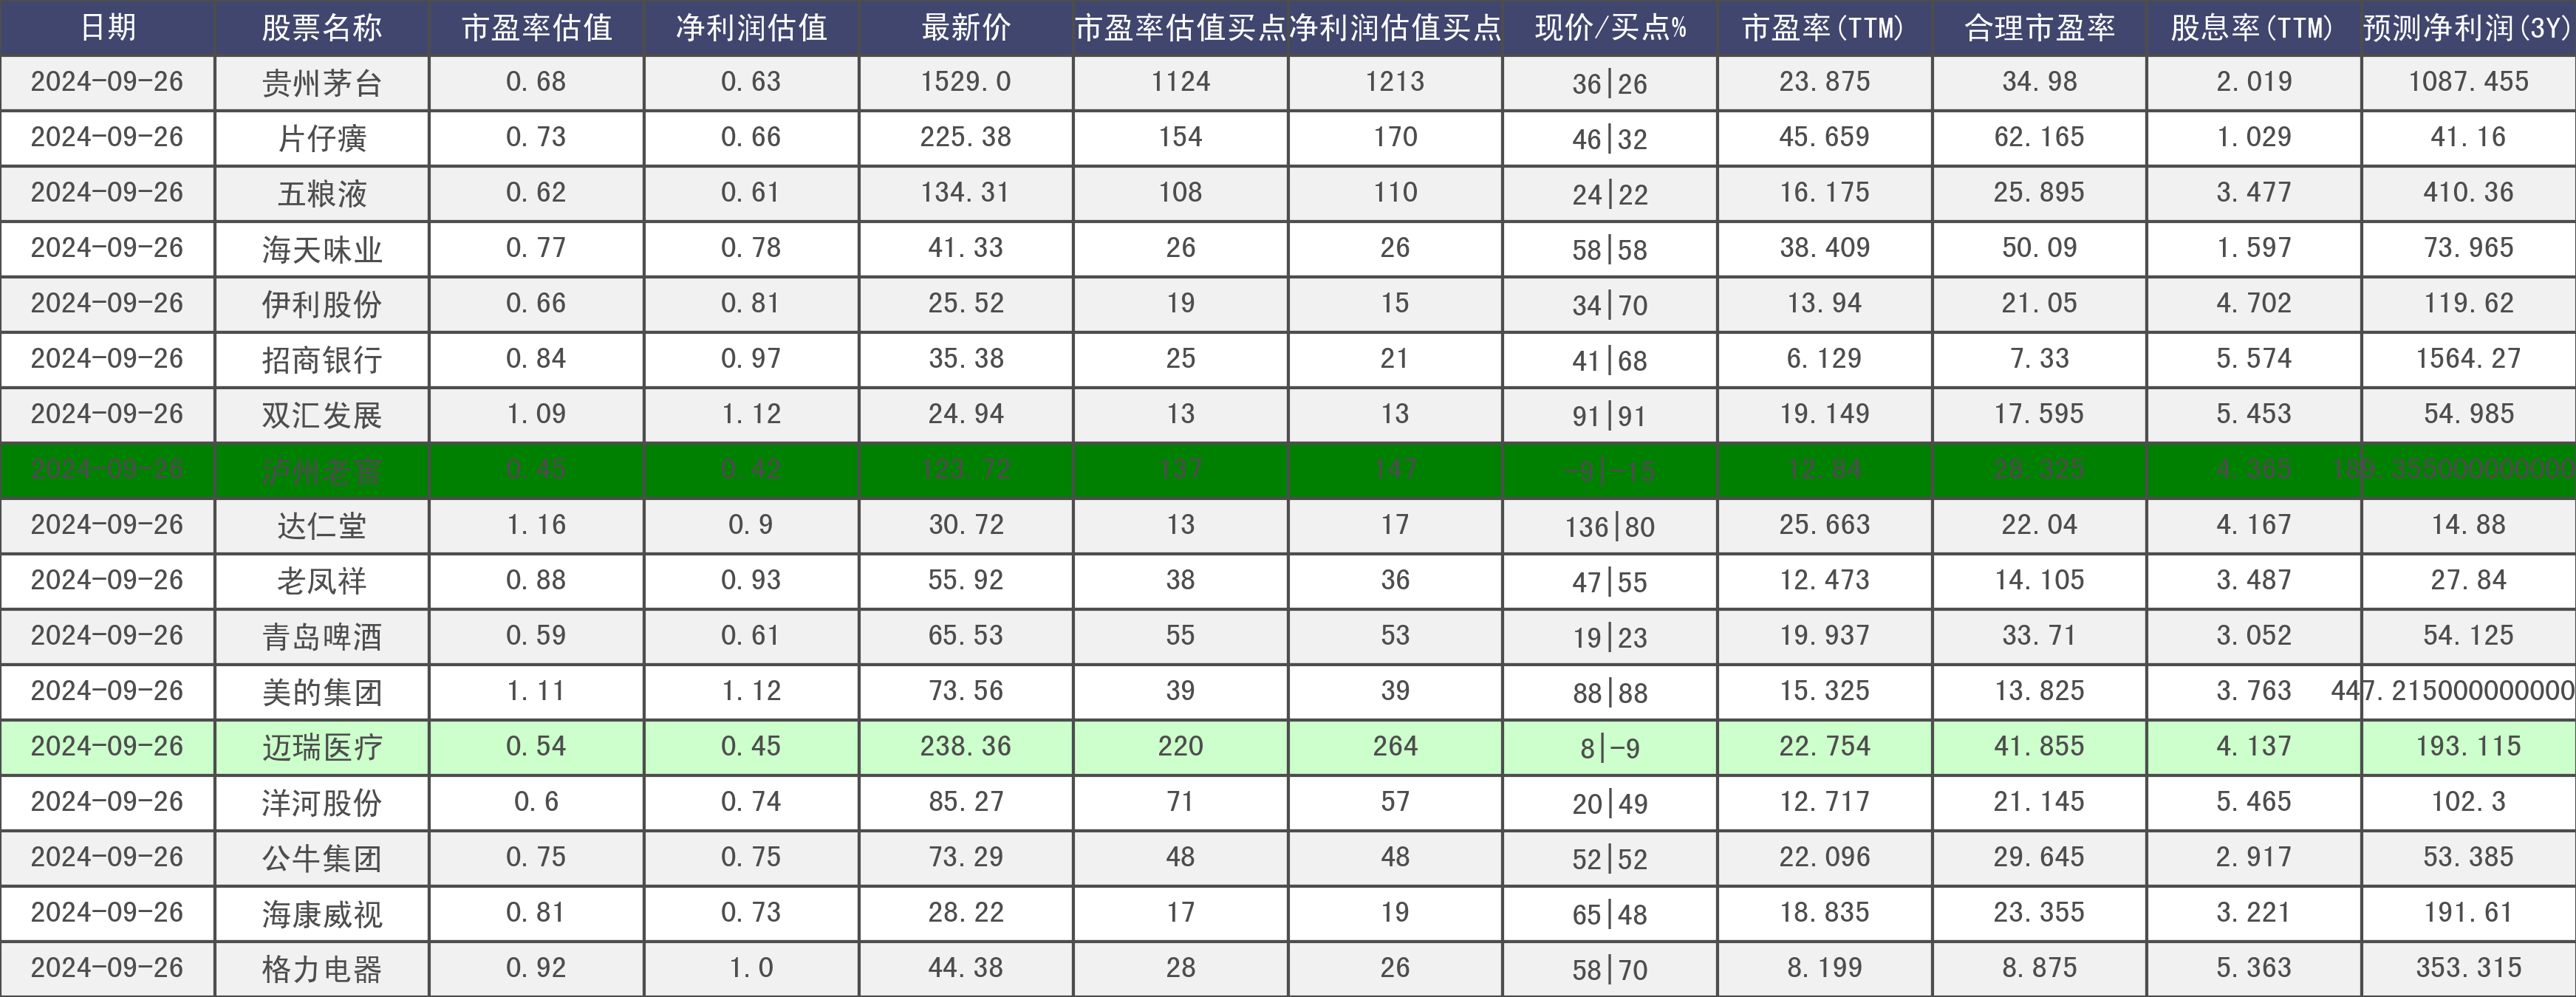 日期 股票名称 市盈率估值 净利润估值 最新价 市盈率估值买点 净利润估值买点 现价/买点% 市盈率(TTM) 合理市盈率 股息率(TTM) 预测净利润(3Y)
2024-09-26 贵州茅台 0.68 0.63 1529.0 1124 1213 36|26 23.875 34.98 2.019 1087.455
2024-09-26 片仔癀 0.73 0.66 225.38 154 170 46|32 45.659 62.165 1.029 41.16
2024-09-26 五粮液 0.62 0.61 134.31 108 110 24|22 16.175 25.895 3.477 410.36
2024-09-26 海天味业 0.77 0.78 41.33 26 26 58|58 38.409 50.09 1.597 73.965
2024-09-26 伊利股份 0.66 0.81 25.52 19 15 34|70 13.94 21.05 4.702 119.62
2024-09-26 招商银行 0.84 0.97 35.38 25 21 41|68 6.129 7.33 5.574 1564.27
2024-09-26 双汇发展 1.09 1.12 24.94 13 13 91|91 19.149 17.595 5.453 54.985
2024-09-26 泸州老窖 0.45 0.42 123.72 137 147 -9|-15 12.84 28.325 4.365 189.3550000000000
2024-09-26 达仁堂 1.16 0.9 30.72 13 17 136|80 25.663 22.04 4.167 14.88
2024-09-26 老凤祥 0.88 0.93 55.92 38 36 47|55 12.473 14.105 3.487 27.84
2024-09-26 青岛啤酒 0.59 0.61 65.53 55 53 19|23 19.937 33.71 3.052 54.125
2024-09-26 美的集团 1.11 1.12 73.56 39 39 88|88 15.325 13.825 3.763 447.215000000000
2024-09-26 迈瑞医疗 0.54 0.45 238.36 220 264 8|-9 22.754 41.855 4.137 193.115
2024-09-26 洋河股份 0.6 0.74 85.27 71 57 20|49 12.717 21.145 5.465 102.3
2024-09-26 公牛集团 0.75 0.75 73.29 48 48 52|52 22.096 29.645 2.917 53.385
2024-09-26 海康威视 0.81 0.73 28.22 17 19 65|48 18.835 23.355 3.221 191.61
2024-09-26 格力电器 0.92 1.0 44.38 28 26 58|70 8.199 8.875 5.363 353.315